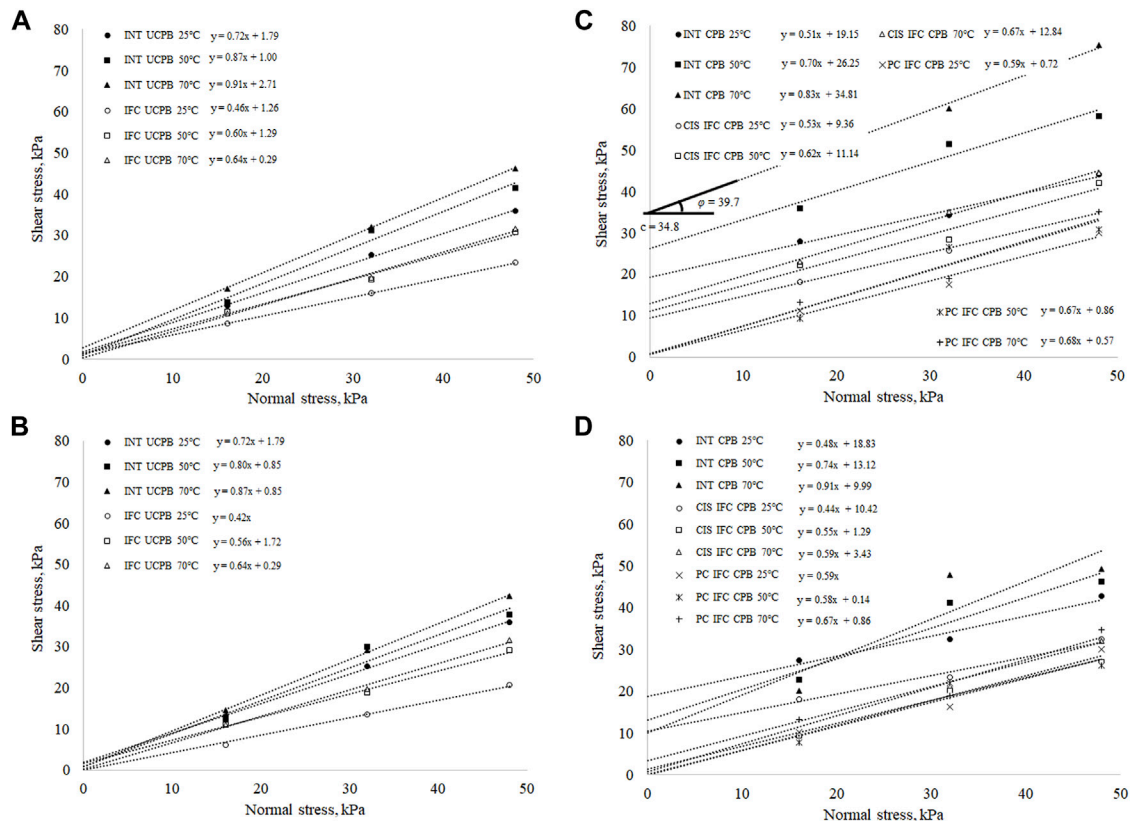 A
80
70
60
50
40
30
20
10
0
Shear stress, kPa
INT UCPB 25°C y = 0.72x + 1.79
INT UCPB 50°C y = 0.87x + 1.00
INT UCPB 70°C y = 0.91x + 2.71
IFC UCPB 25°C y = 0.46x + 1.26
IFC UCPB 50°C y = 0.60x + 1.29
IFC UCPB 70°C y = 0.64x + 0.29
0 10 20 30 40 50
Normal stress, kPa
C
80
70
60
50
40
30
20
10
0
Shear stress, kPa
INT CPB 25°C y = 0.51x + 19.15 CIS IFC CPB 70°C y = 0.67x + 12.84
INT CPB 50°C y = 0.70x + 26.25 PC IFC CPB 25°C y = 0.59x + 0.72
INT CPB 70°C y = 0.83x + 34.81
CIS IFC CPB 25°C y = 0.53x + 9.36
CIS IFC CPB 50°C y = 0.62x + 11.14
φ = 39.7
c = 34.8
PC IFC CPB 50°C y = 0.67x + 0.86
PC IFC CPB 70°C y = 0.68x + 0.57
0 10 20 30 40 50
Normal stress, kPa
B
80
70
60
50
40
30
20
10
0
Shear stress, kPa
INT UCPB 25°C y = 0.72x + 1.79
INT UCPB 50°C y = 0.80x + 0.85
INT UCPB 70°C y = 0.87x + 0.85
IFC UCPB 25°C y = 0.42x
IFC UCPB 50°C y = 0.56x + 1.72
IFC UCPB 70°C y = 0.64x + 0.29
0 10 20 30 40 50
Normal stress, kPa
D
80
70
60
50
40
30
20
10
0
Shear stress, kPa
INT CPB 25°C y = 0.48x + 18.83
INT CPB 50°C y = 0.74x + 13.12
INT CPB 70°C y = 0.91x + 9.99
CIS IFC CPB 25°C y = 0.44x + 10.42
CIS IFC CPB 50°C y = 0.55x + 1.29
CIS IFC CPB 70°C y = 0.59x + 3.43
PC IFC CPB 25°C y = 0.59x
PC IFC CPB 50°C y = 0.58x + 0.14
PC IFC CPB 70°C y = 0.67x + 0.86
0 10 20 30 40 50
Normal stress, kPa